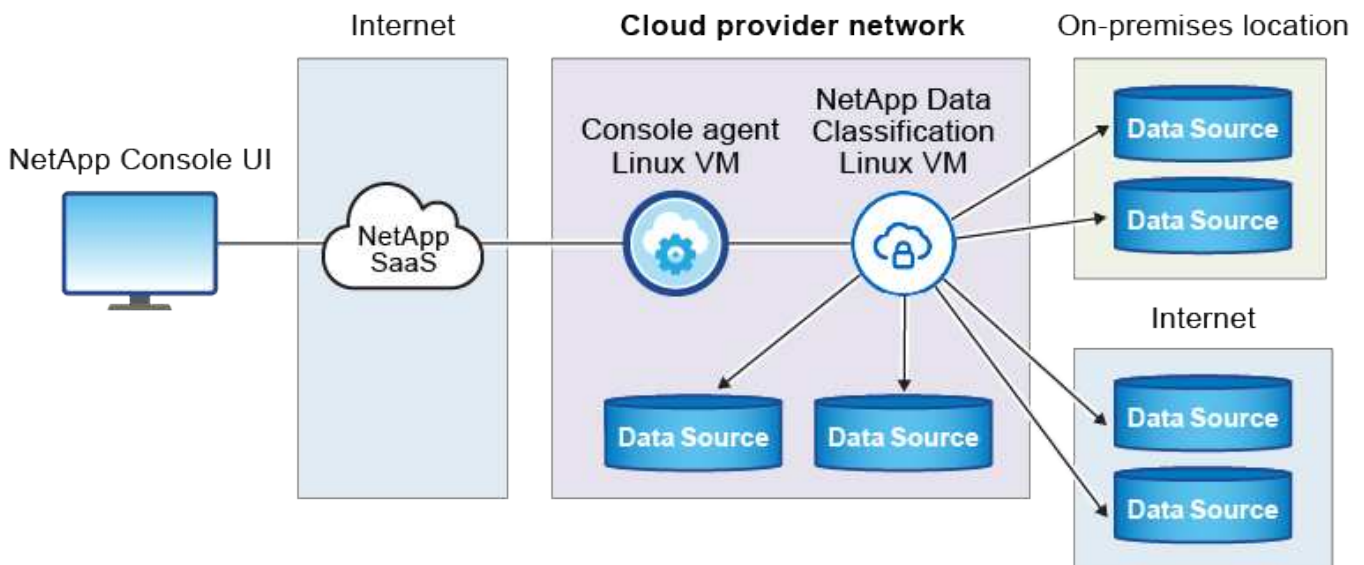 Internet
Cloud provider network
On-premises location
NetApp Console UI
NetApp
SaaS
Console agent
Linux VM
NetApp Data
Classification
Linux VM
Data Source
Data Source
Data Source
Data Source
Internet
Data Source
Data Source